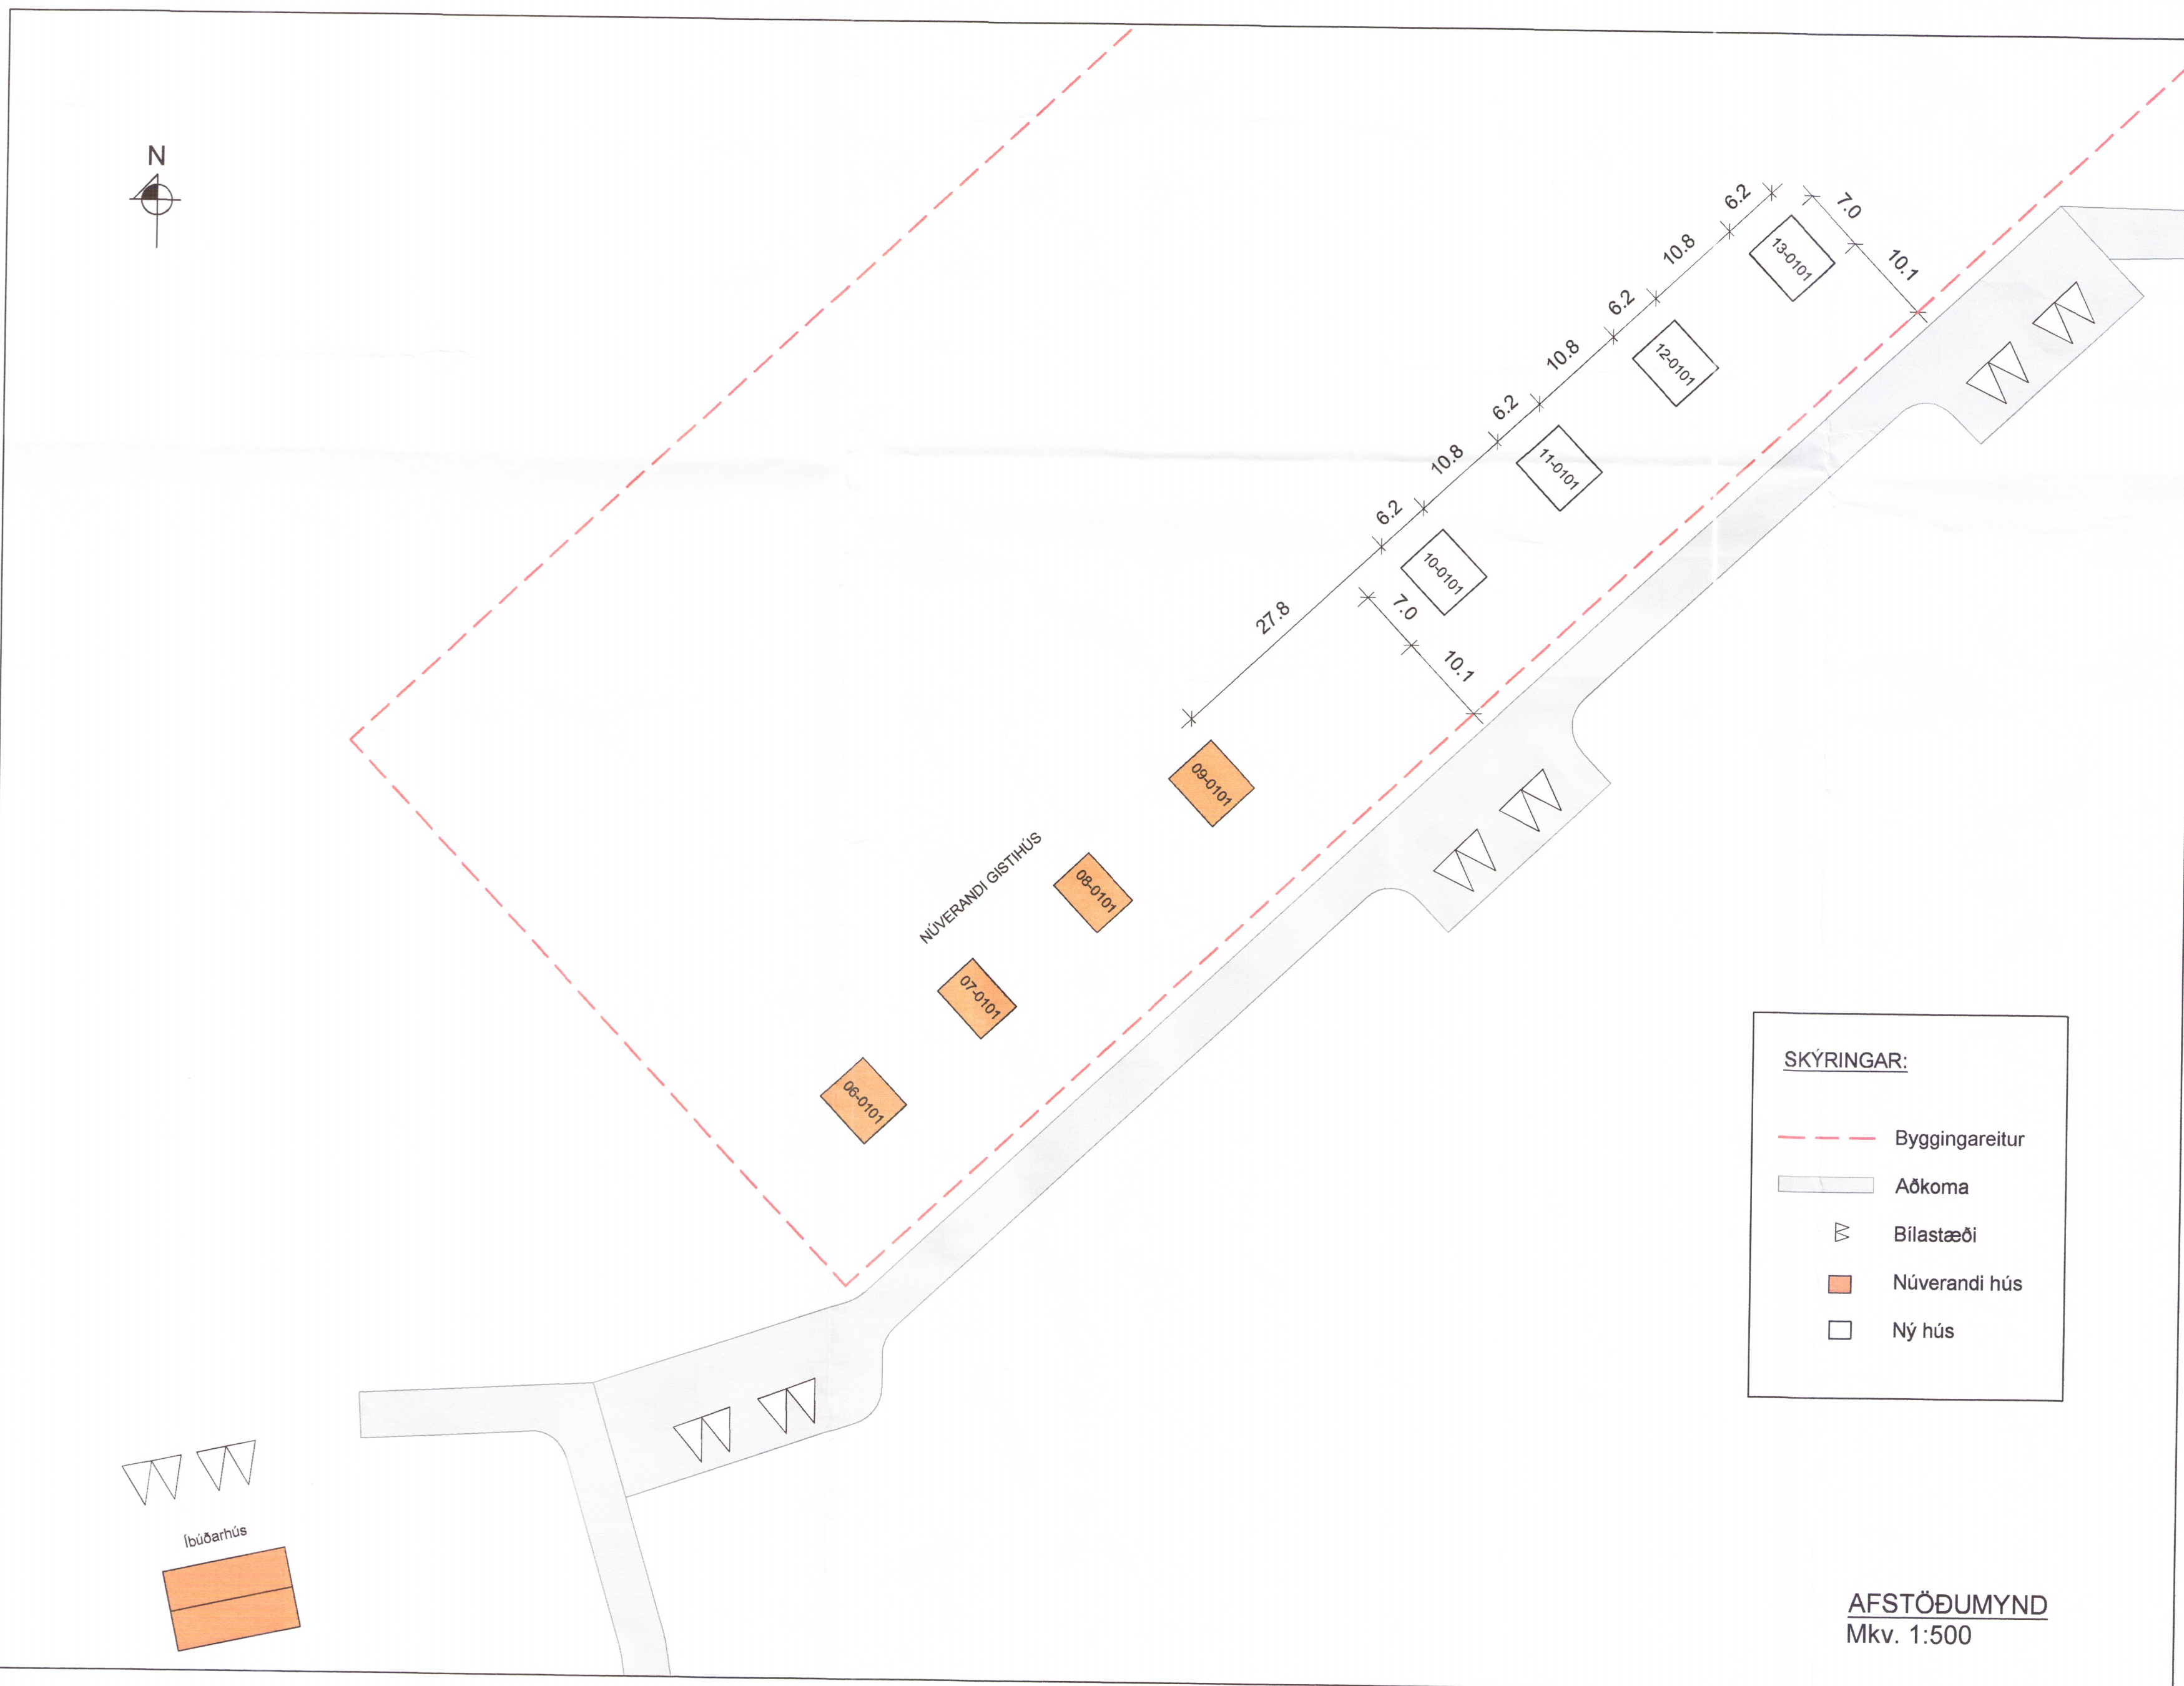 N
6.2
7.0
10.8
10.1
13-0101
6.2
10.8
12-0101
6.2
10.8
11-0101
6.2
10-0101
27.8
7.0
10.1
09-0101
NÚVERANDI GISTIHÚS
08-0101
07-0101
06-0101
SKÝRINGAR:
Byggingareitur
Aðkoma
Bílastæði
Núverandi hús
Ný hús
Íbúðarhús
AFSTÖÐUMYND
Mkv. 1:500